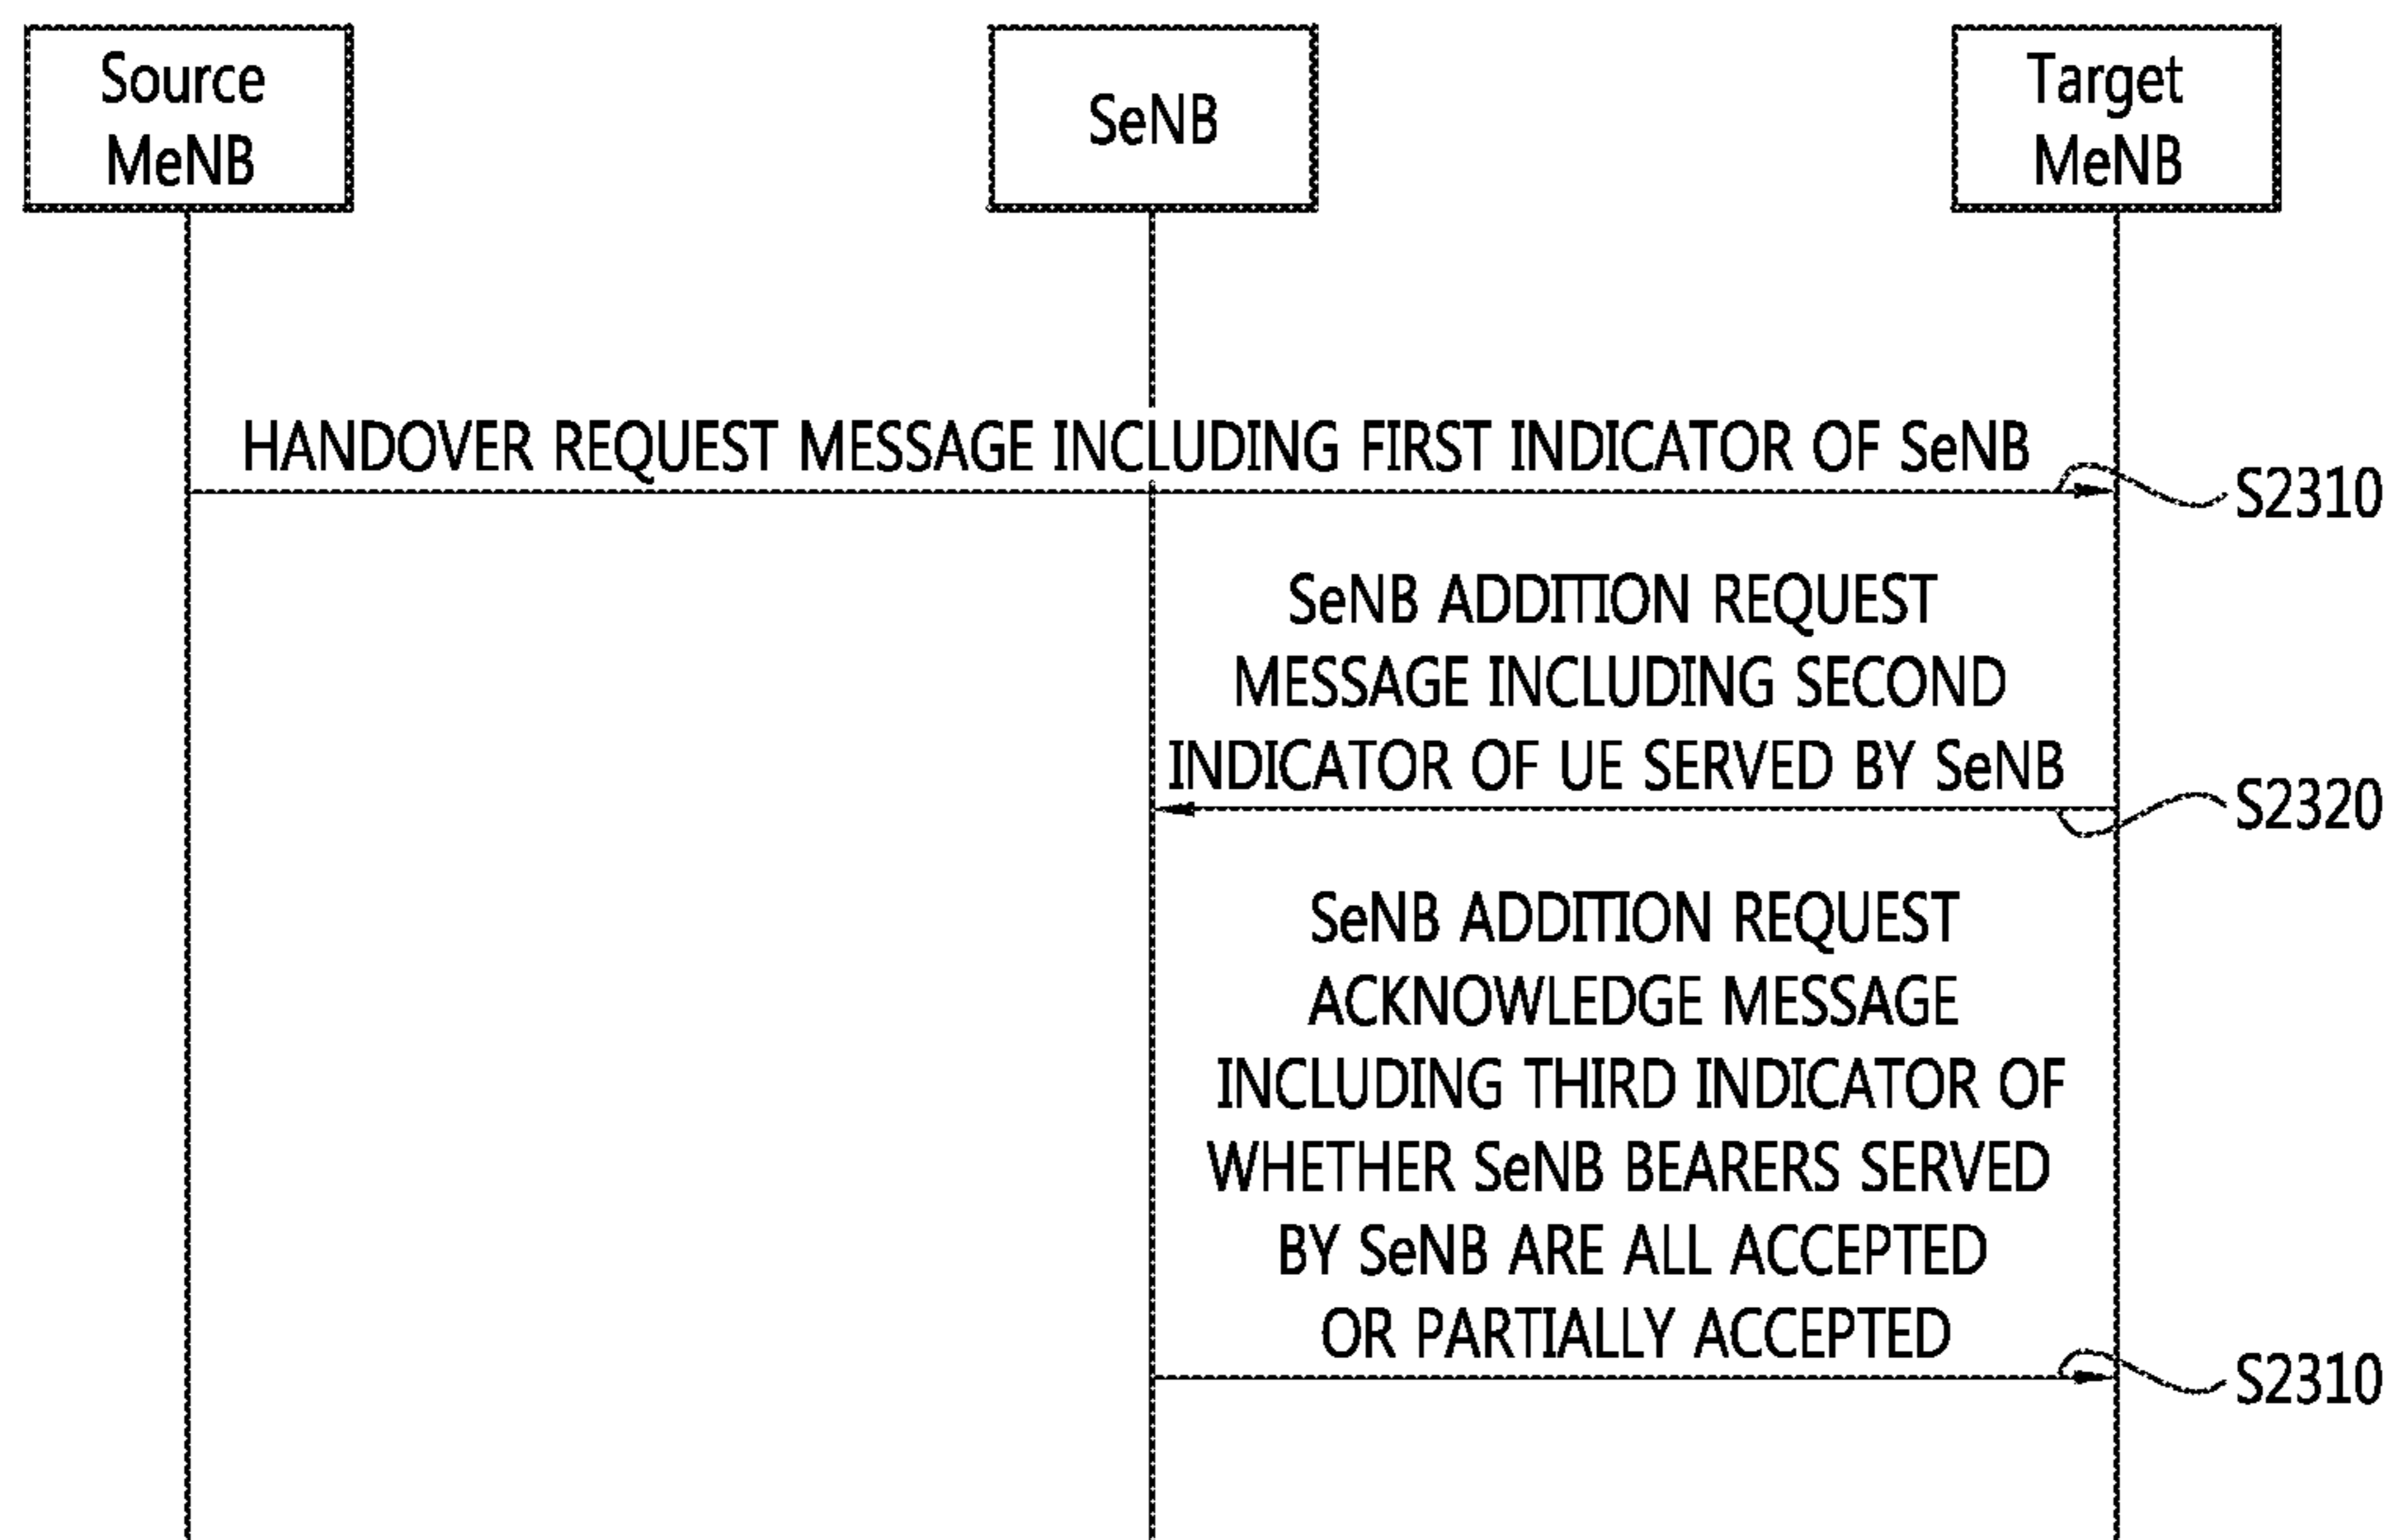 Source
MeNB
SeNB
Target
MeNB
HANDOVER REQUEST MESSAGE INCLUDING FIRST INDICATOR OF SeNB
S2310
SeNB ADDITION REQUEST
MESSAGE INCLUDING SECOND
INDICATOR OF UE SERVED BY SeNB
S2320
SeNB ADDITION REQUEST
ACKNOWLEDGE MESSAGE
INCLUDING THIRD INDICATOR OF
WHETHER SeNB BEARERS SERVED
BY SeNB ARE ALL ACCEPTED
OR PARTIALLY ACCEPTED
S2310